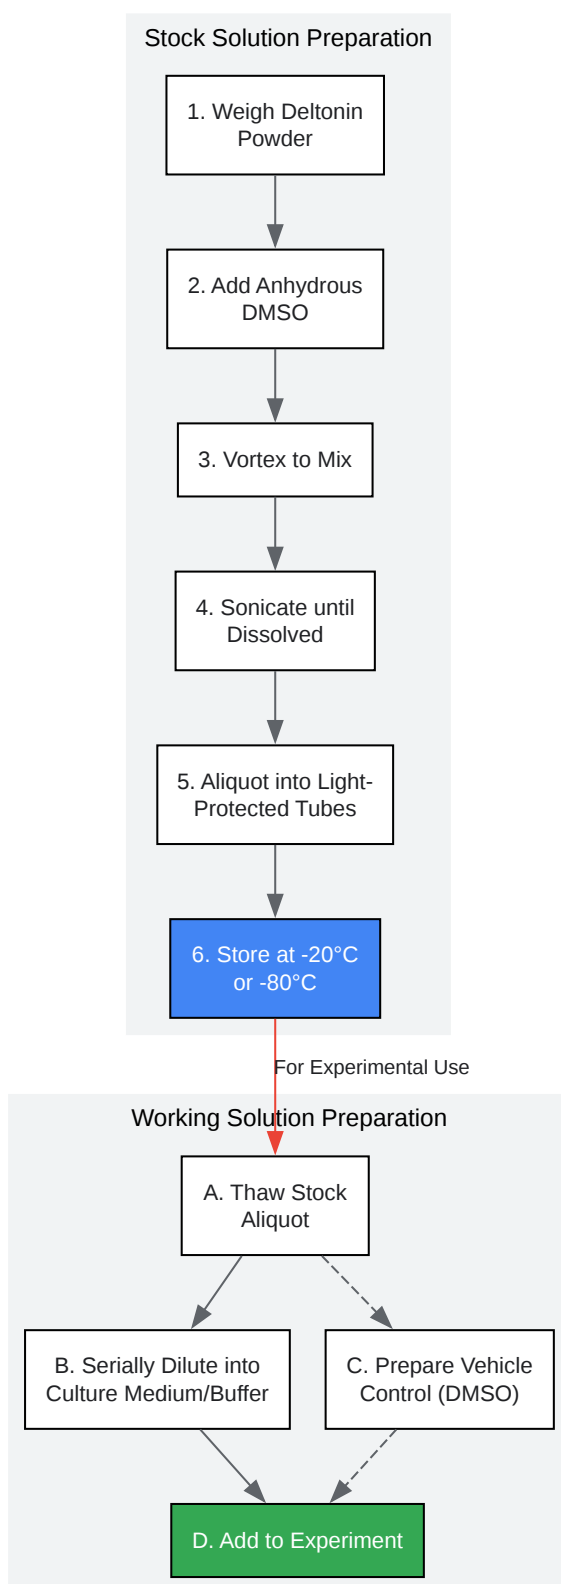 Stock Solution Preparation
1. Weigh Deltonin
Powder
2. Add Anhydrous
DMSO
3. Vortex to Mix
4. Sonicate until
Dissolved
5. Aliquot into Light-
Protected Tubes
6. Store at -20°C
or -80°C
For Experimental Use
Working Solution Preparation
A. Thaw Stock
Aliquot
B. Serially Dilute into
Culture Medium/Buffer
C. Prepare Vehicle
Control (DMSO)
D. Add to Experiment